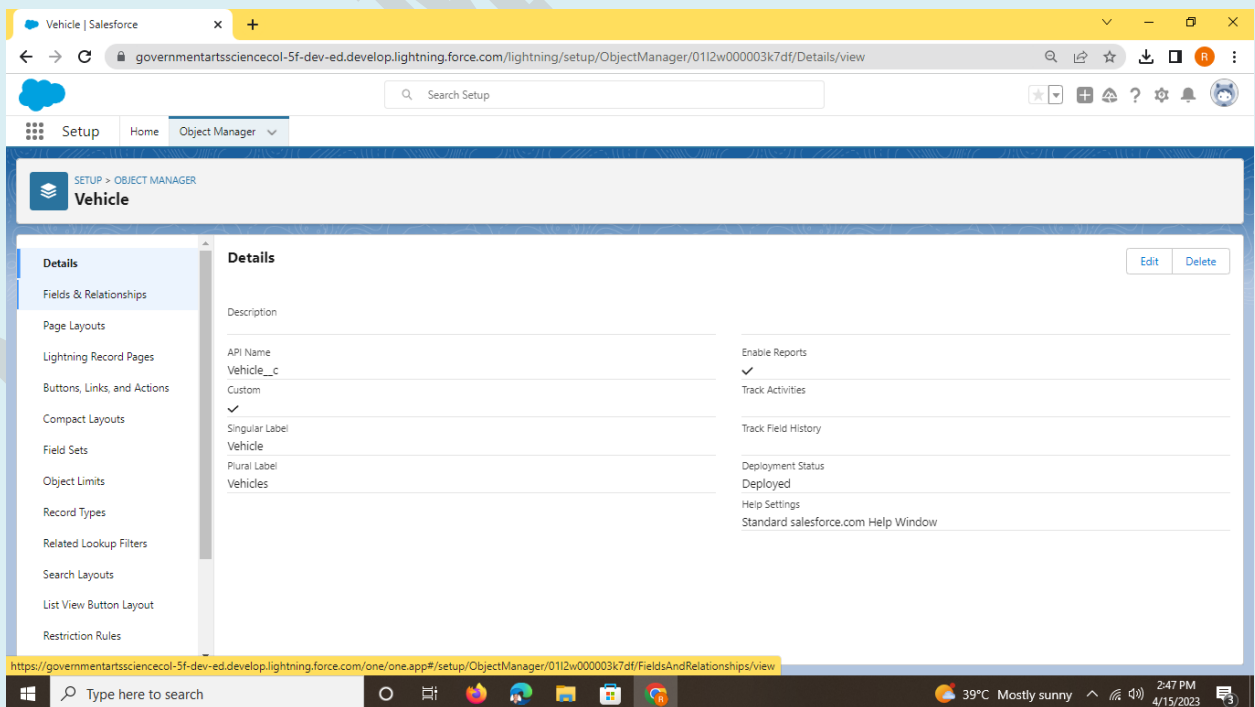 Vehicle | Salesforce
governmentartssciencecol-5f-dev-ed.develop.lightning.force.com/lightning/setup/ObjectManager/01I2w000003k7df/Details/view
R
Search Setup
Setup Home Object Manager
SETUP > OBJECT MANAGER
Vehicle
Details
Fields & Relationships
Page Layouts
Lightning Record Pages
Buttons, Links, and Actions
Compact Layouts
Field Sets
Object Limits
Record Types
Related Lookup Filters
Search Layouts
List View Button Layout
Restriction Rules
Details
Edit Delete
Description
API Name
Vehicle__c
Custom
Singular Label
Vehicle
Plural Label
Vehicles
Enable Reports
Track Activities
Track Field History
Deployment Status
Deployed
Help Settings
Standard salesforce.com Help Window
https://governmentartssciencecol-5f-dev-ed.develop.lightning.force.com/one/one.app#/setup/ObjectManager/01I2w000003k7df/FieldsAndRelationships/view
Type here to search
39°C Mostly sunny
2:47 PM
4/15/2023
3